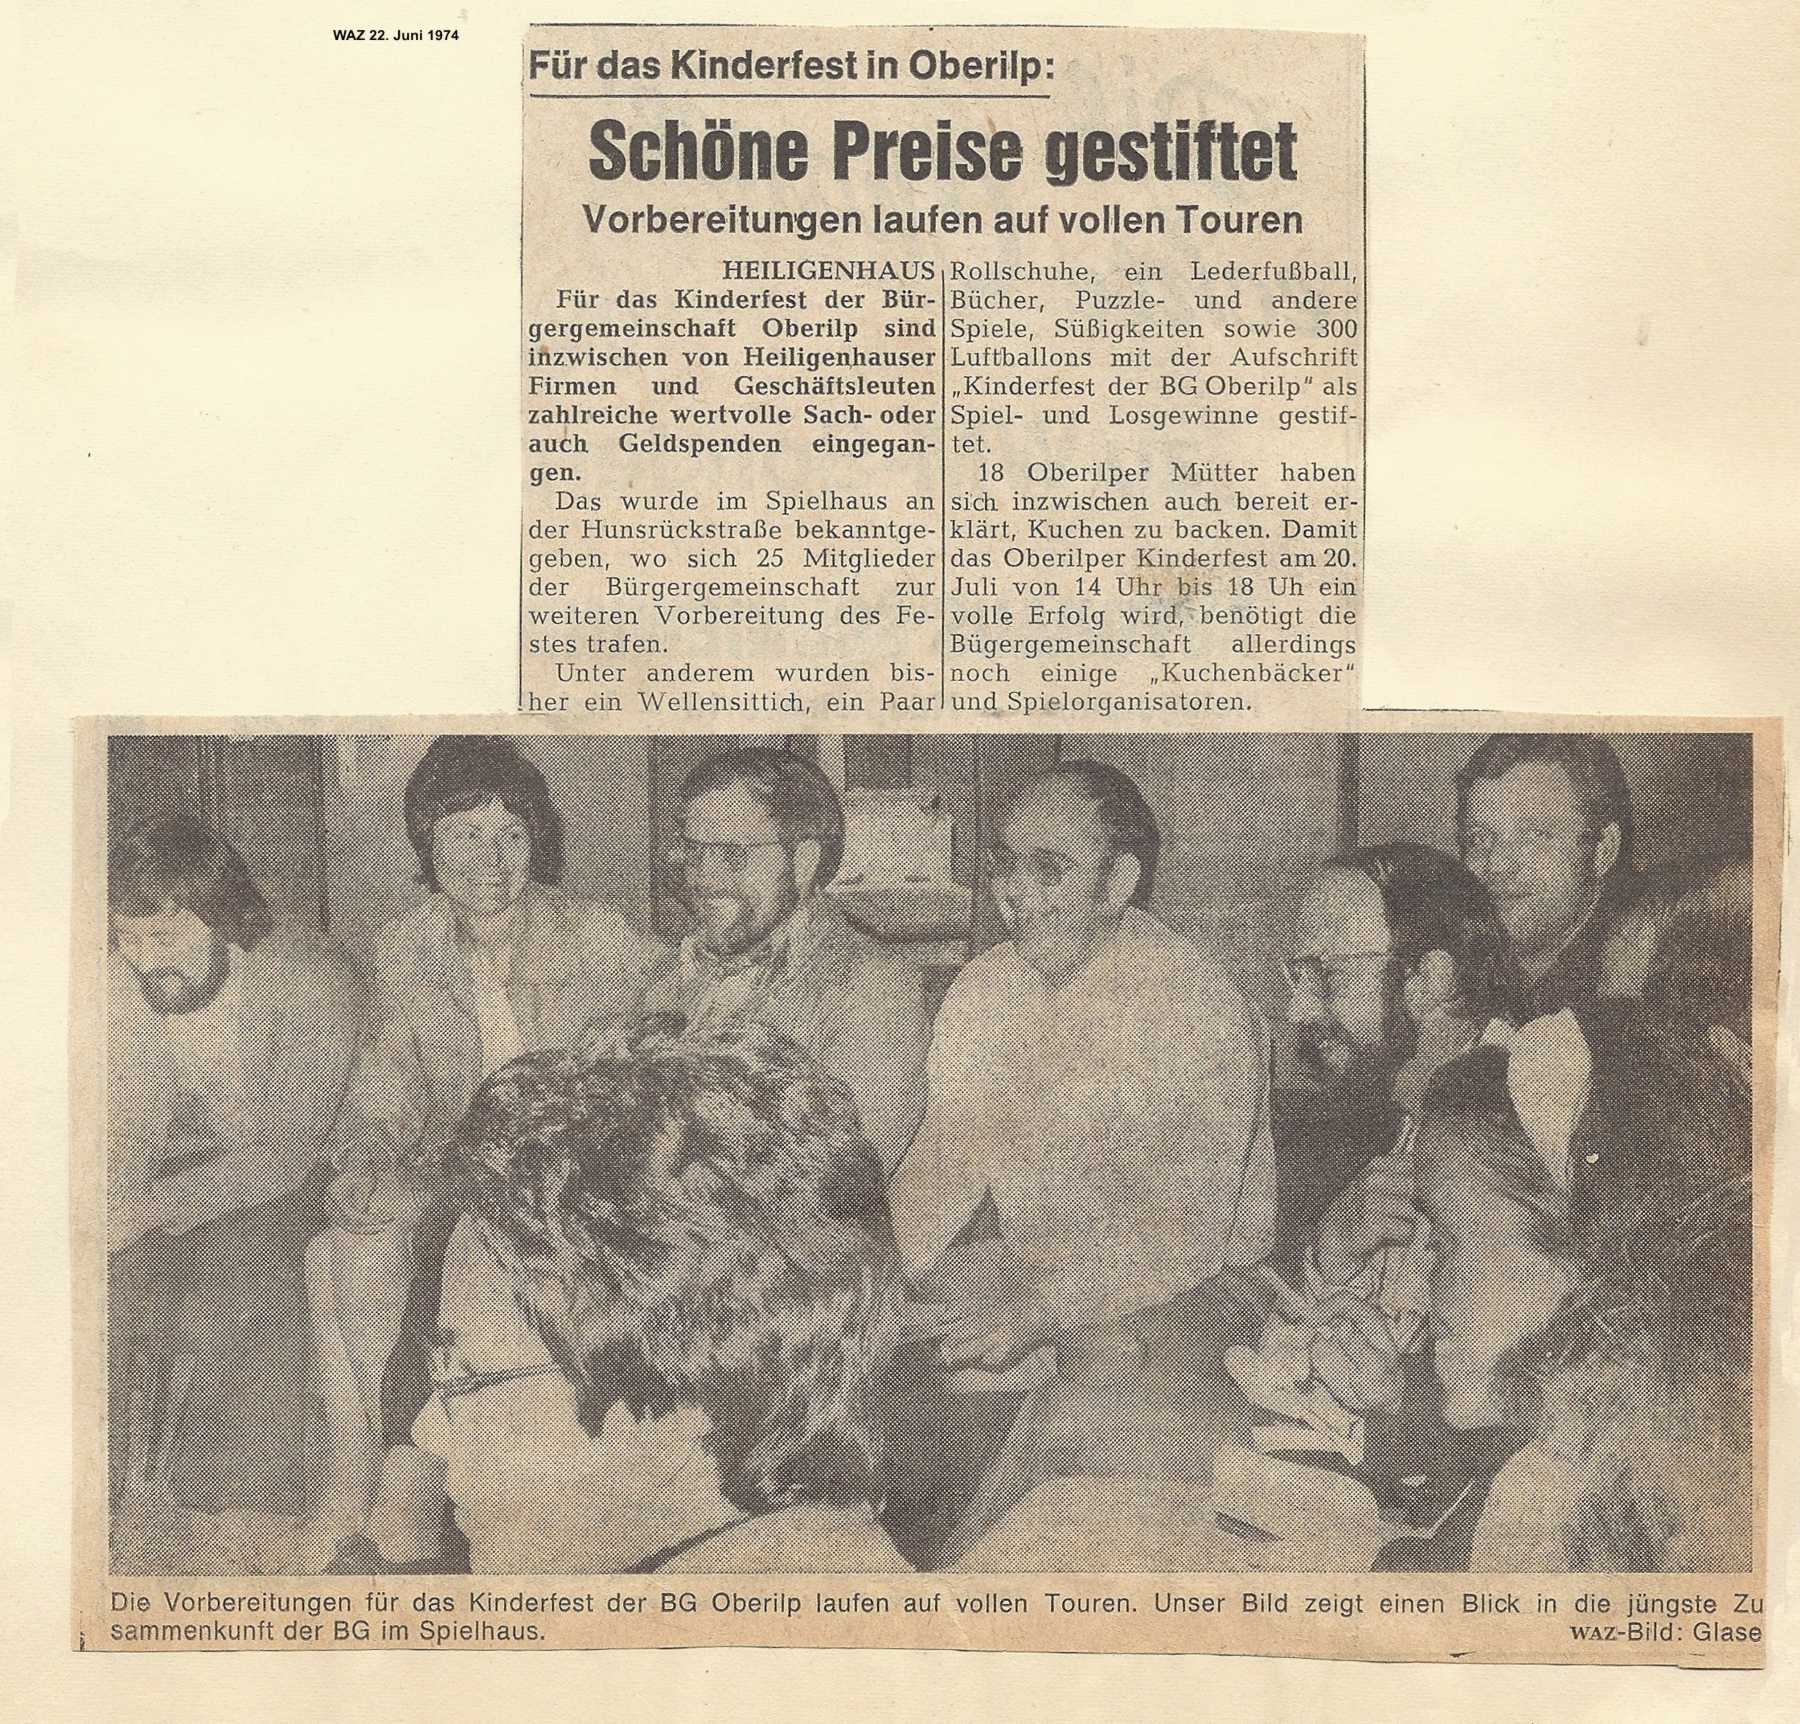 WAZ 22. Juni 1974
Für das Kinderfest in Oberilp:
Schöne Preise gestiftet
Vorbereitungen laufen auf vollen Touren
HEILIGENHAUS
Für das Kinderfest der Bür-
gergemeinschaft Oberilp sind
inzwischen von Heiligenhauser
Firmen und Geschäftsleuten
zahlreiche wertvolle Sach- oder
auch Geldspenden eingegan-
gen.
Das wurde im Spielhaus an
der Hunsrückstraße bekanntge-
geben, wo sich 25 Mitglieder
der Bürgergemeinschaft zur
weiteren Vorbereitung des Fe-
stes trafen.
Unter anderem wurden bis-
her ein Wellensittich, ein Paar
Rollschuhe, ein Lederfußball,
Bücher, Puzzle- und andere
Spiele, Süßigkeiten sowie 300
Luftballons mit der Aufschrift
„Kinderfest der BG Oberilp" als
Spiel- und Losgewinne gestif-
tet.
18 Oberilper Mütter haben
sich inzwischen auch bereit er-
klärt, Kuchen zu backen. Damit
das Oberilper Kinderfest am 20.
Juli von 14 Uhr bis 18 Uh ein
volle Erfolg wird, benötigt die
Bügergemeinschaft allerdings
noch einige „Kuchenbäcker"
und Spielorganisatoren.
Die Vorbereitungen für das Kinderfest der BG Oberilp laufen auf vollen Touren. Unser Bild zeigt einen Blick in die jüngste Zu
sammenkunft der BG im Spielhaus. WAZ-Bild: Glase